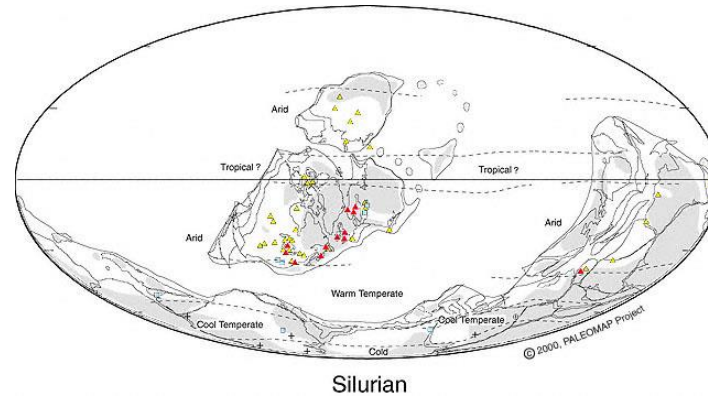 Arid
Tropical ?
Tropical ?
Arid
Arid
Warm Temperate
Cool Temperate
Cool Temperate
Cold
© 2000, PALEOMAP Project
Silurian